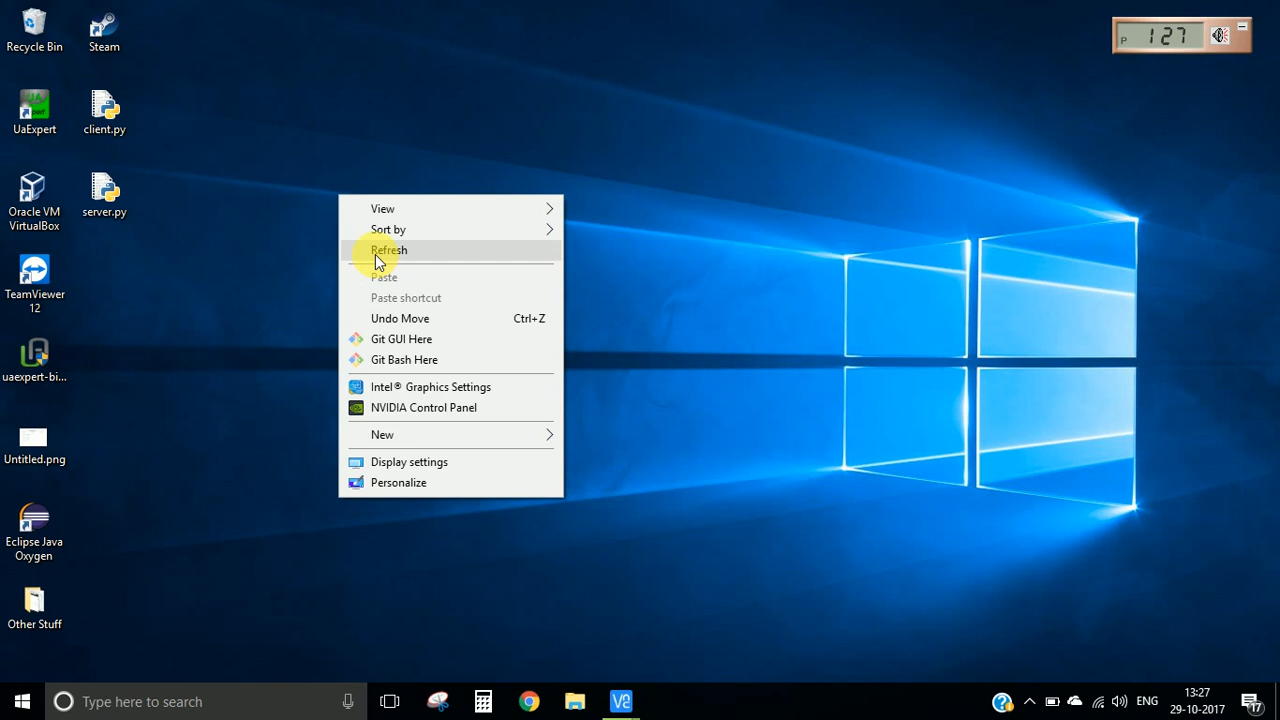 Recycle Bin
Steam
UaExpert
client.py
Oracle VM
VirtualBox
server.py
TeamViewer
12
uaexpert-bi...
Untitled.png
Eclipse Java
Oxygen
Other Stuff
P 127
View
Sort by
Refresh
Paste
Paste shortcut
Undo Move Ctrl+Z
Git GUI Here
Git Bash Here
Intel® Graphics Settings
NVIDIA Control Panel
New
Display settings
Personalize
Type here to search
ENG
13:27
29-10-2017
17